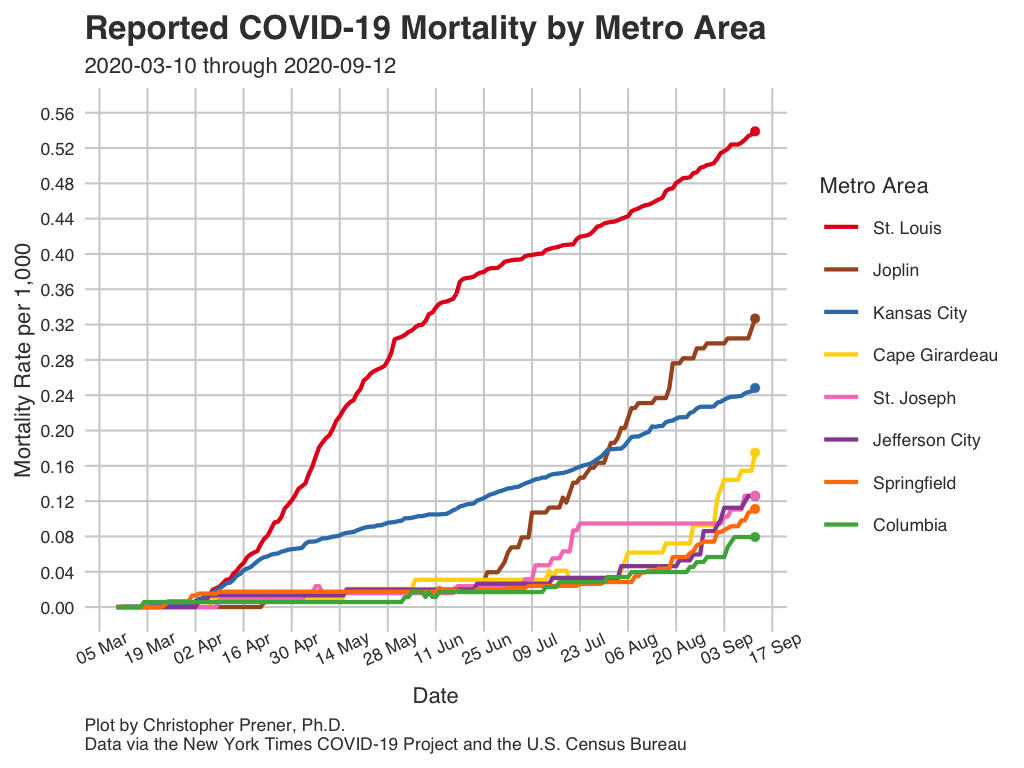 Reported COVID-19 Mortality by Metro Area
2020-03-10 through 2020-09-12
Mortality Rate per 1,000
0.56
0.52
0.48
0.44
0.40
0.36
0.32
0.28
0.24
0.20
0.16
0.12
0.08
0.04
0.00
05 Mar
19 Mar
02 Apr
16 Apr
30 Apr
14 May
28 May
11 Jun
25 Jun
09 Jul
23 Jul
06 Aug
20 Aug
03 Sep
17 Sep
Date
Metro Area
St. Louis
Joplin
Kansas City
Cape Girardeau
St. Joseph
Jefferson City
Springfield
Columbia
Plot by Christopher Prener, Ph.D.
Data via the New York Times COVID-19 Project and the U.S. Census Bureau